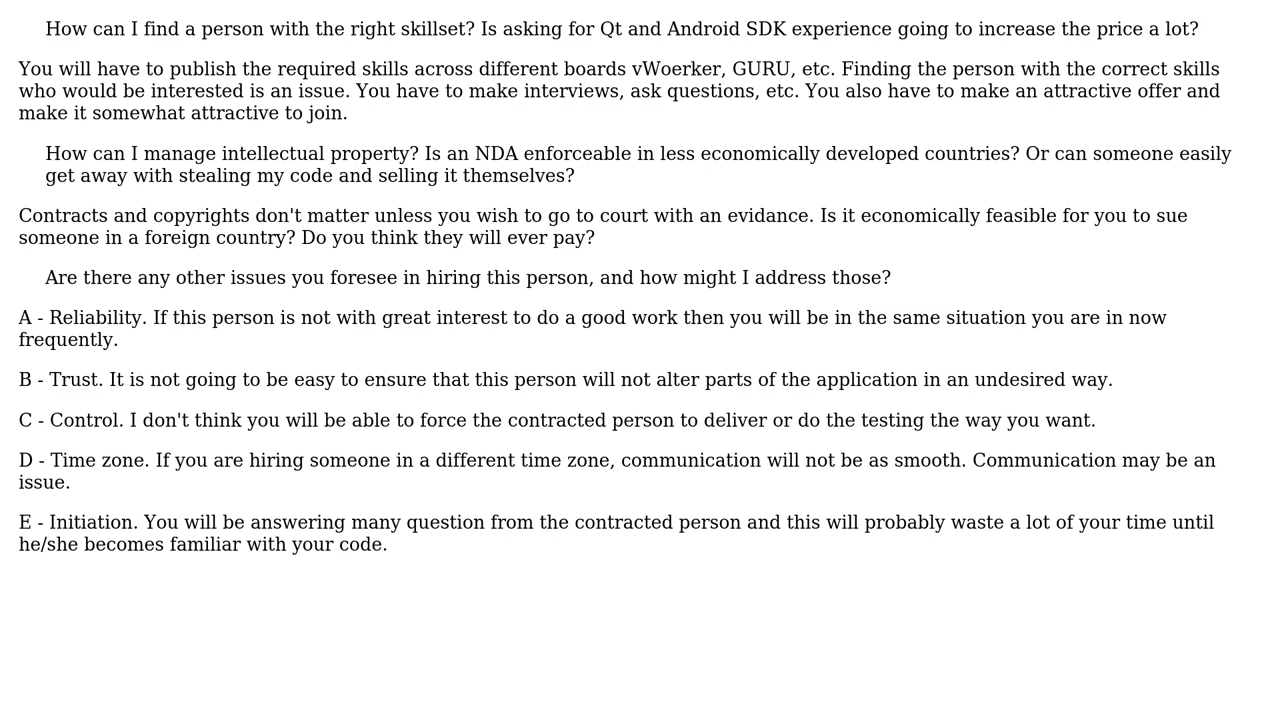 How can I find a person with the right skillset? Is asking for Qt and Android SDK experience going to increase the price a lot?
You will have to publish the required skills across different boards vWoerker, GURU, etc. Finding the person with the correct skills
who would be interested is an issue. You have to make interviews, ask questions, etc. You also have to make an attractive offer and
make it somewhat attractive to join.
How can I manage intellectual property? Is an NDA enforceable in less economically developed countries? Or can someone easily
get away with stealing my code and selling it themselves?
Contracts and copyrights don't matter unless you wish to go to court with an evidance. Is it economically feasible for you to sue
someone in a foreign country? Do you think they will ever pay?
Are there any other issues you foresee in hiring this person, and how might I address those?
A - Reliability. If this person is not with great interest to do a good work then you will be in the same situation you are in now
frequently.
B - Trust. It is not going to be easy to ensure that this person will not alter parts of the application in an undesired way.
C - Control. I don't think you will be able to force the contracted person to deliver or do the testing the way you want.
D - Time zone. If you are hiring someone in a different time zone, communication will not be as smooth. Communication may be an
issue.
E - Initiation. You will be answering many question from the contracted person and this will probably waste a lot of your time until
he/she becomes familiar with your code.